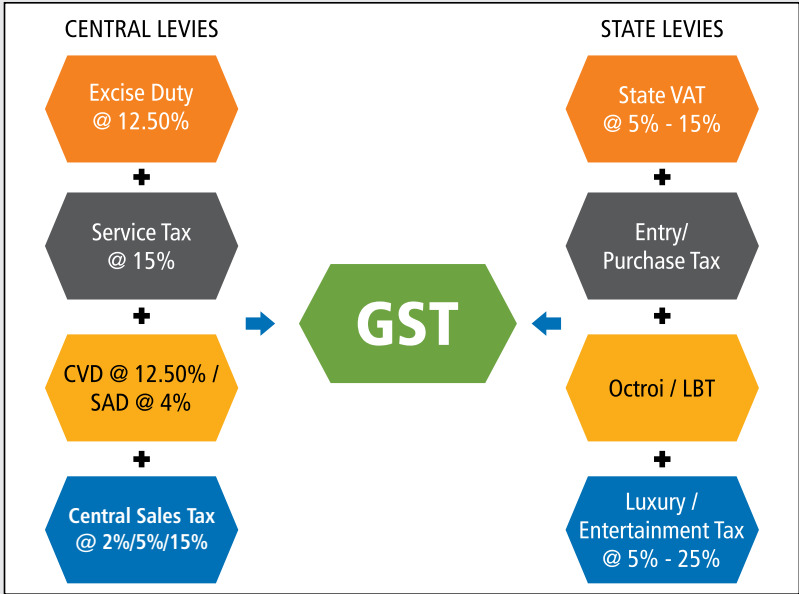 CENTRAL LEVIES
Excise Duty
@ 12.50%
+
Service Tax
@ 15%
+
CVD @ 12.50% /
SAD @ 4%
+
Central Sales Tax
@ 2%/5%/15%
GST
STATE LEVIES
State VAT
@ 5% - 15%
+
Entry/
Purchase Tax
+
Octroi / LBT
+
Luxury /
Entertainment Tax
@ 5% - 25%